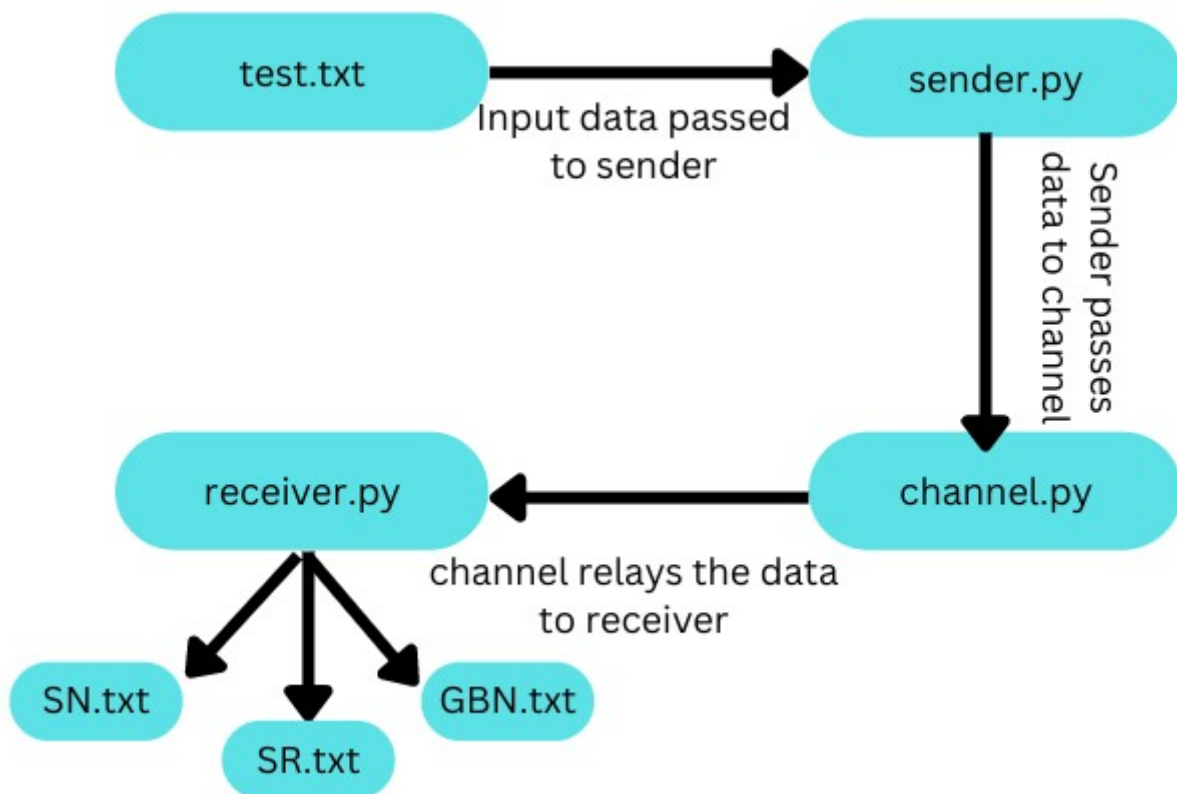 test.txt
sender.py
Input data passed
to sender
Sender passes
data to channel
receiver.py
channel.py
channel relays the data
to receiver
SN.txt
GBN.txt
SR.txt